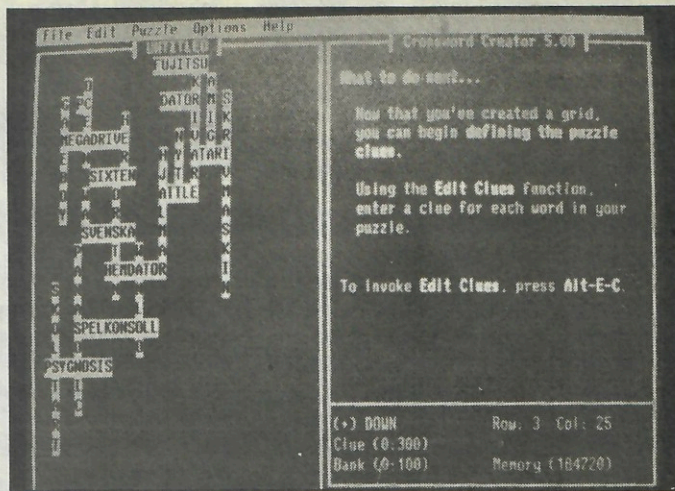 File Edit Puzzle Options Help
UNTITLED
Crossword Creator 5.00
FUJITSU
PC
DATOR
MEGADRIVE
ATARI
SIXTEN
ATTLE
SVENSKA
HEMDATOR
SPELKONSOLL
PSYGNOSIS
What to do next...
Now that you've created a grid,
you can begin defining the puzzle
clues.
Using the Edit Clues function,
enter a clue for each word in your
puzzle.
To invoke Edit Clues, press Alt-E-C.
(+) DOWN Row: 3 Col: 25
Clue (0:300)
Bank (0:100) Memory (184720)